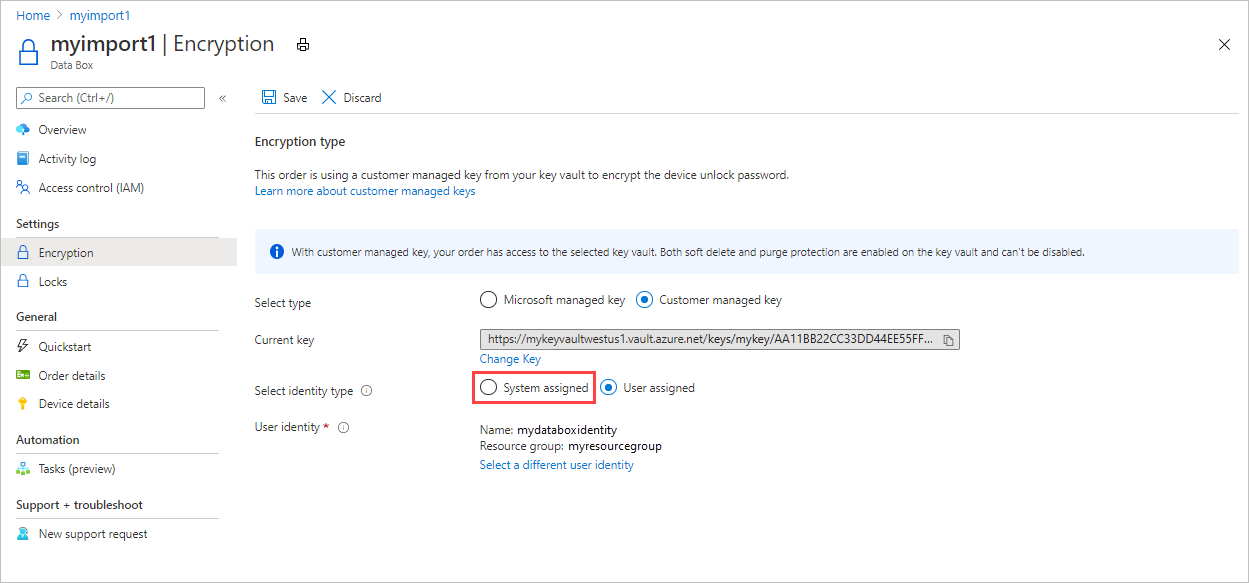 Home > myimport1
myimport1 | Encryption
Data Box
Search (Ctrl+/) «
Save Discard
Overview
Activity log
Access control (IAM)
Settings
Encryption
Locks
General
Quickstart
Order details
Device details
Automation
Tasks (preview)
Support + troubleshoot
New support request
Encryption type
This order is using a customer managed key from your key vault to encrypt the device unlock password.
Learn more about customer managed keys
With customer managed key, your order has access to the selected key vault. Both soft delete and purge protection are enabled on the key vault and can't be disabled.
Select type Microsoft managed key Customer managed key
Current key https://mykeyvaultwestus1.vault.azure.net/keys/mykey/AA11BB22CC33DD44EE55FF...
Change Key
Select identity type System assigned User assigned
User identity * Name: mydataboxidentity
Resource group: myresourcegroup
Select a different user identity